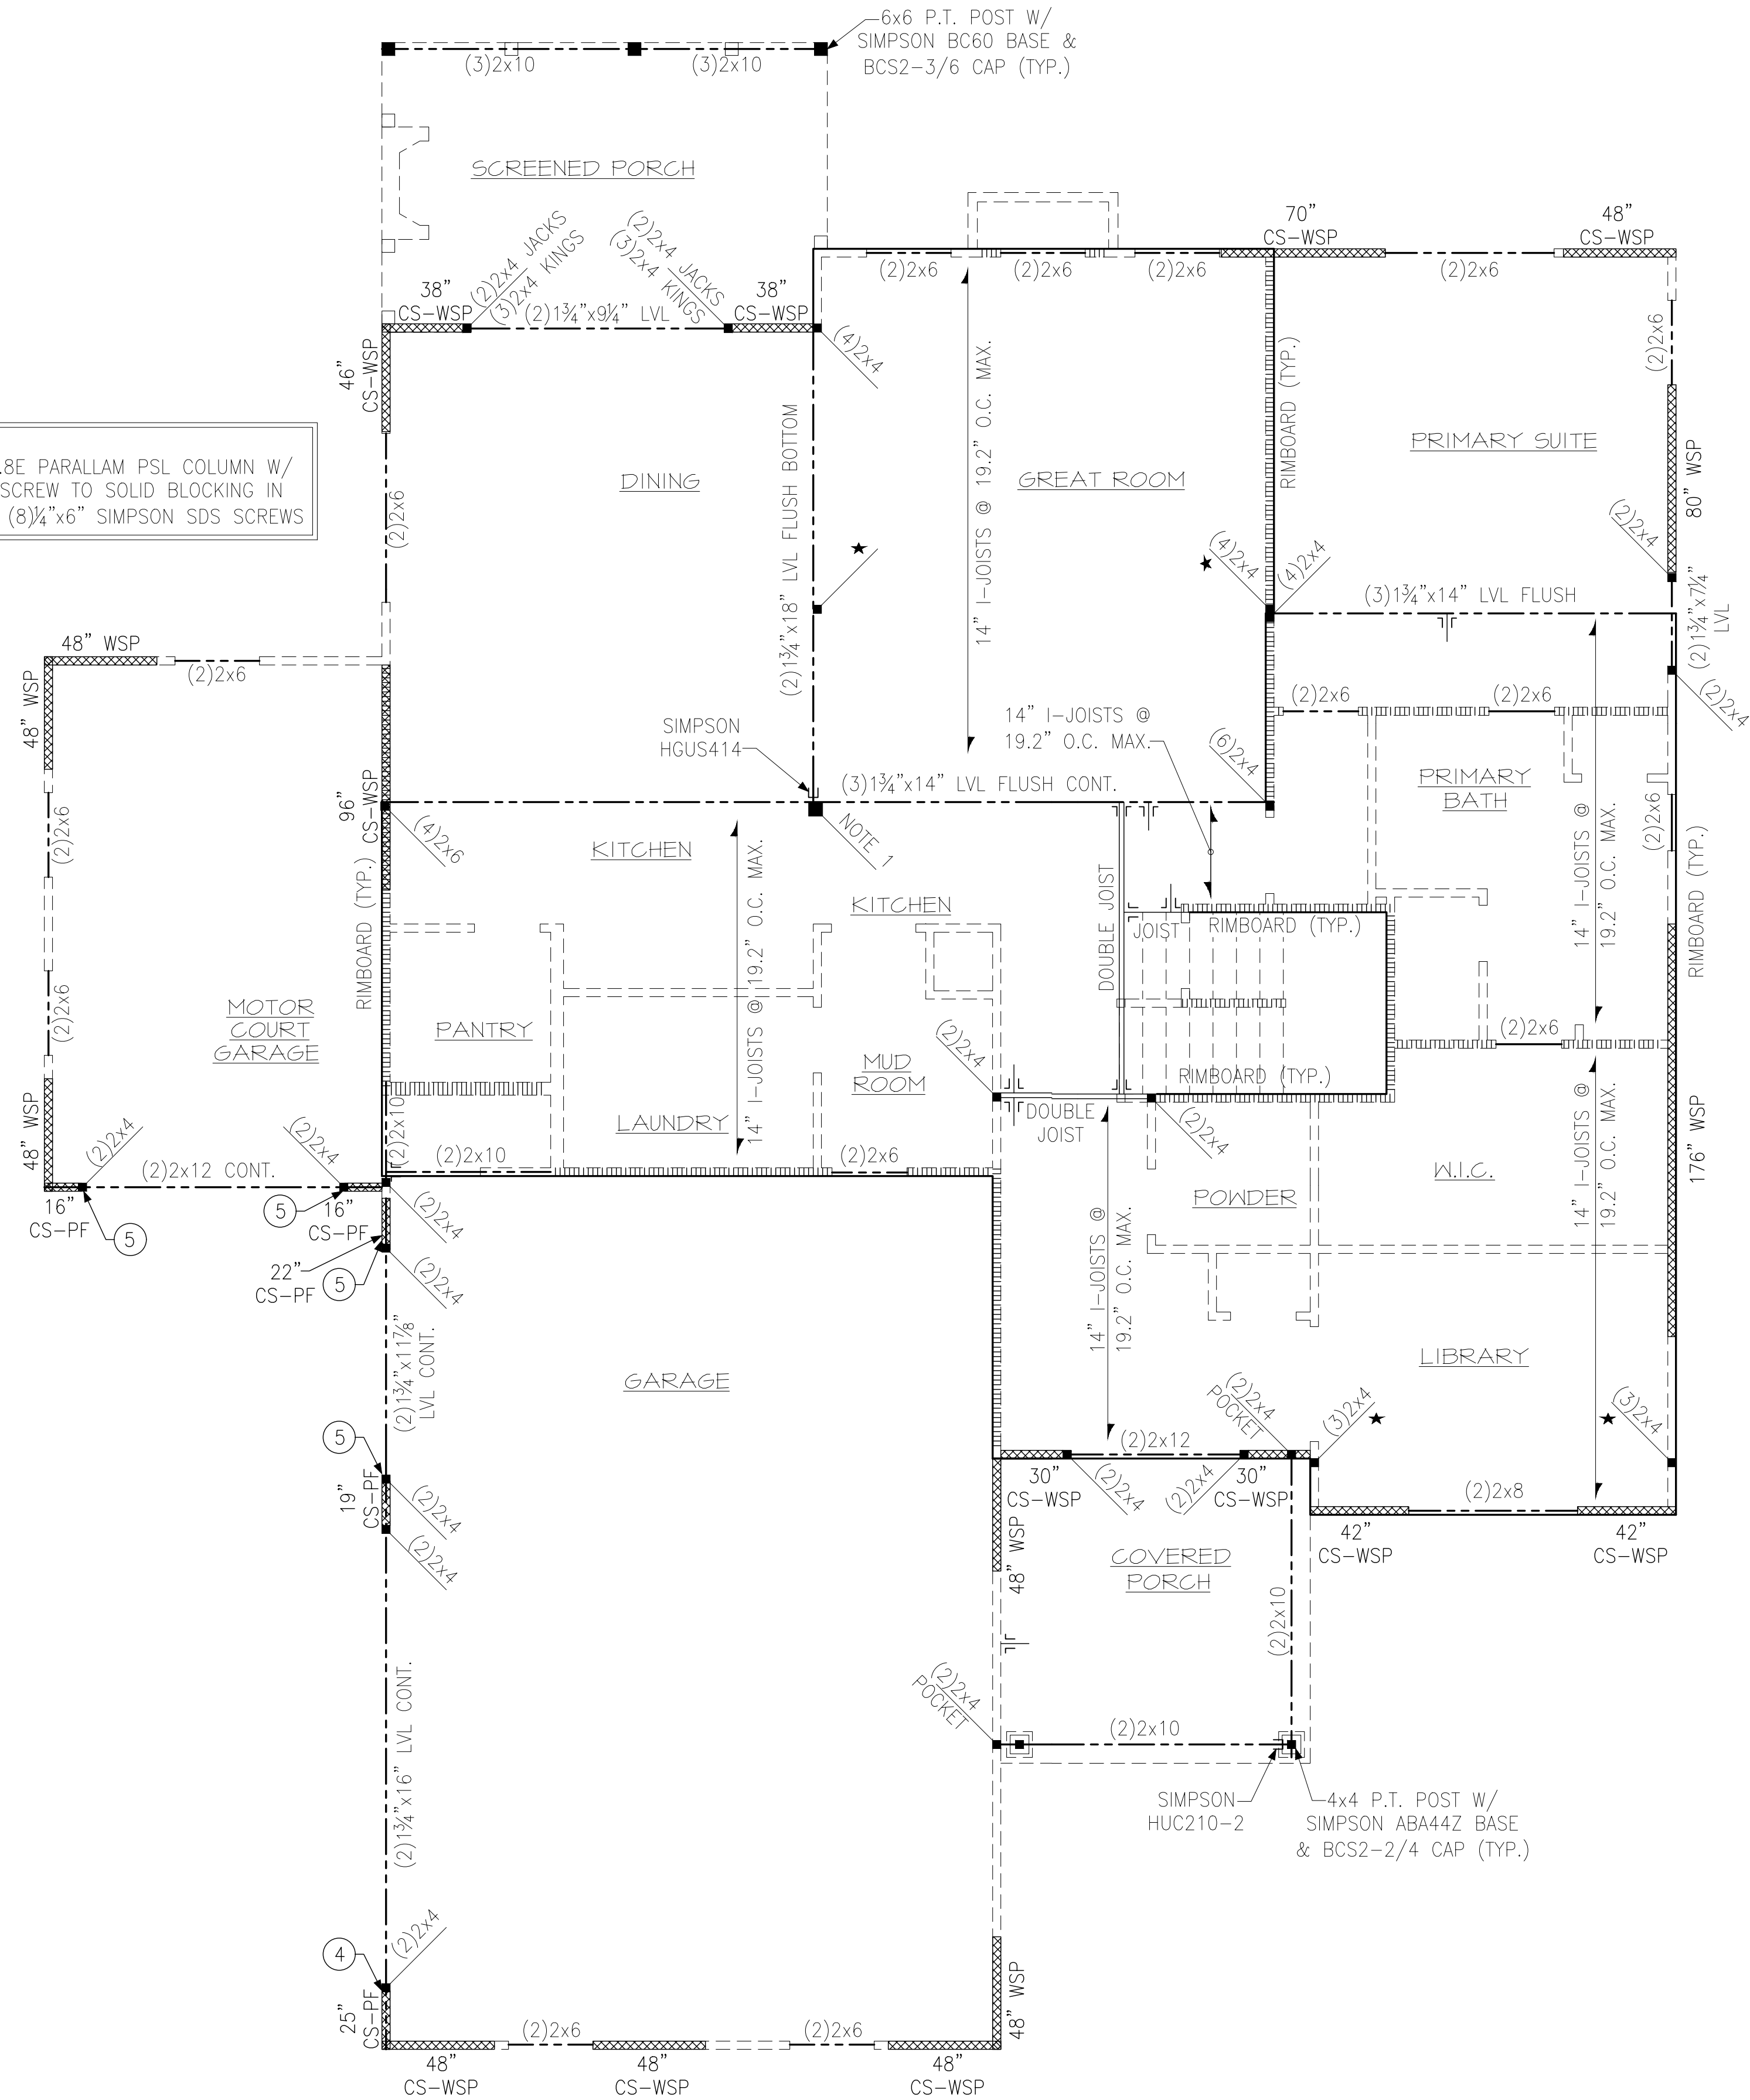 6x6 P.T. POST W/
SIMPSON BC60 BASE &
BCS2-3/6 CAP (TYP.)
(3)2x10
(3)2x10
SCREENED PORCH
(2)2x4 JACKS
(3)2x4 KINGS
(2)2x4 JACKS
(3)2x4 KINGS
38"
CS-WSP
(2)1¾"x9¼" LVL
38"
CS-WSP
(2)2x6
(2)2x6
(2)2x6
70"
CS-WSP
(2)2x6
48"
CS-WSP
46"
CS-WSP
(4)2x4
14" I-JOISTS @ 19.2" O.C. MAX.
RIMBOARD (TYP.)
(2)2x6
.8E PARALLAM PSL COLUMN W/
SCREW TO SOLID BLOCKING IN
(8)¼"x6" SIMPSON SDS SCREWS
(2)2x6
DINING
(2)1¾"x18" LVL FLUSH BOTTOM
★
GREAT ROOM
★
(4)2x4
(4)2x4
PRIMARY SUITE
80" WSP
(2)2x4
(3)1¾"x14" LVL FLUSH
(2)1¾"x7¼"
LVL
(2)2x4
48" WSP
(2)2x6
48" WSP
SIMPSON
HGUS414
14" I-JOISTS @
19.2" O.C. MAX.
(6)2x4
(2)2x6
(2)2x6
(3)1¾"x14" LVL FLUSH CONT.
PRIMARY
BATH
14" I-JOISTS @
19.2" O.C. MAX.
(2)2x6
RIMBOARD (TYP.)
96"
CS-WSP
(4)2x6
(2)2x6
KITCHEN
NOTE 1
14" I-JOISTS @ 19.2" O.C. MAX.
KITCHEN
DOUBLE JOIST
JOIST
RIMBOARD (TYP.)
RIMBOARD (TYP.)
(2)2x6
MOTOR
COURT
GARAGE
PANTRY
MUD
ROOM
(2)2x4
RIMBOARD (TYP.)
(2)2x6
DOUBLE
JOIST
(2)2x4
LAUNDRY
(2)2x10
(2)2x10
(2)2x6
48" WSP
(2)2x4
(2)2x12 CONT.
(2)2x4
16"
CS-PF
5
5
16"
CS-PF
(2)2x4
22"
CS-PF
5
(2)2x4
POWDER
W.I.C.
14" I-JOISTS @
19.2" O.C. MAX.
14" I-JOISTS @
19.2" O.C. MAX.
176" WSP
(2)1¾"x11⅞"
LVL CONT.
GARAGE
LIBRARY
5
19"
CS-PF
(2)2x4
(2)2x4
(2)2x12
(2)2x4
POCKET
(3)2x4
★
★
(3)2x4
30"
CS-WSP
(2)2x4
(2)2x4
30"
CS-WSP
(2)2x8
42"
CS-WSP
42"
CS-WSP
48" WSP
COVERED
PORCH
(2)2x10
(2)2x4
POCKET
(2)2x10
(2)1¾"x16" LVL CONT.
SIMPSON
HUC210-2
4x4 P.T. POST W/
SIMPSON ABA44Z BASE
& BCS2-2/4 CAP (TYP.)
4
(2)2x4
25"
CS-PF
(2)2x6
(2)2x6
48" WSP
48"
CS-WSP
48"
CS-WSP
48"
CS-WSP